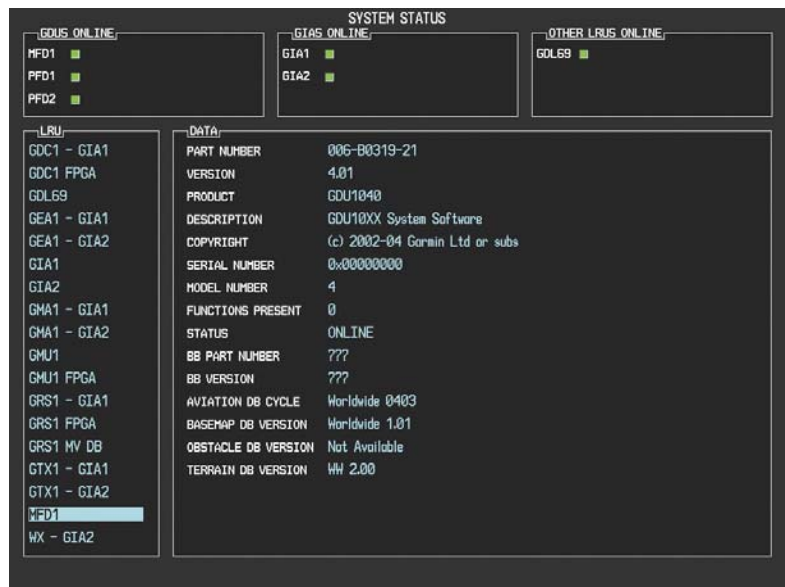 SYSTEM STATUS
GDUS ONLINE
MFD1
PFD1
PFD2
GIAS ONLINE
GIA1
GIA2
OTHER LRUS ONLINE
GDL69
LRU
GDC1 - GIA1
GDC1 FPGA
GDL69
GEA1 - GIA1
GEA1 - GIA2
GIA1
GIA2
GMA1 - GIA1
GMA1 - GIA2
GMU1
GMU1 FPGA
GRS1 - GIA1
GRS1 FPGA
GRS1 MV DB
GTX1 - GIA1
GTX1 - GIA2
MFD1
WX - GIA2
DATA
PART NUMBER 006-B0319-21
VERSION 4.01
PRODUCT GDU1040
DESCRIPTION GDU10XX System Software
COPYRIGHT (c) 2002-04 Garmin Ltd or subs
SERIAL NUMBER 0x00000000
MODEL NUMBER 4
FUNCTIONS PRESENT 0
STATUS ONLINE
BB PART NUMBER ???
BB VERSION ???
AVIATION DB CYCLE Worldwide 0403
BASEMAP DB VERSION Worldwide 1.01
OBSTACLE DB VERSION Not Available
TERRAIN DB VERSION WW 2.00